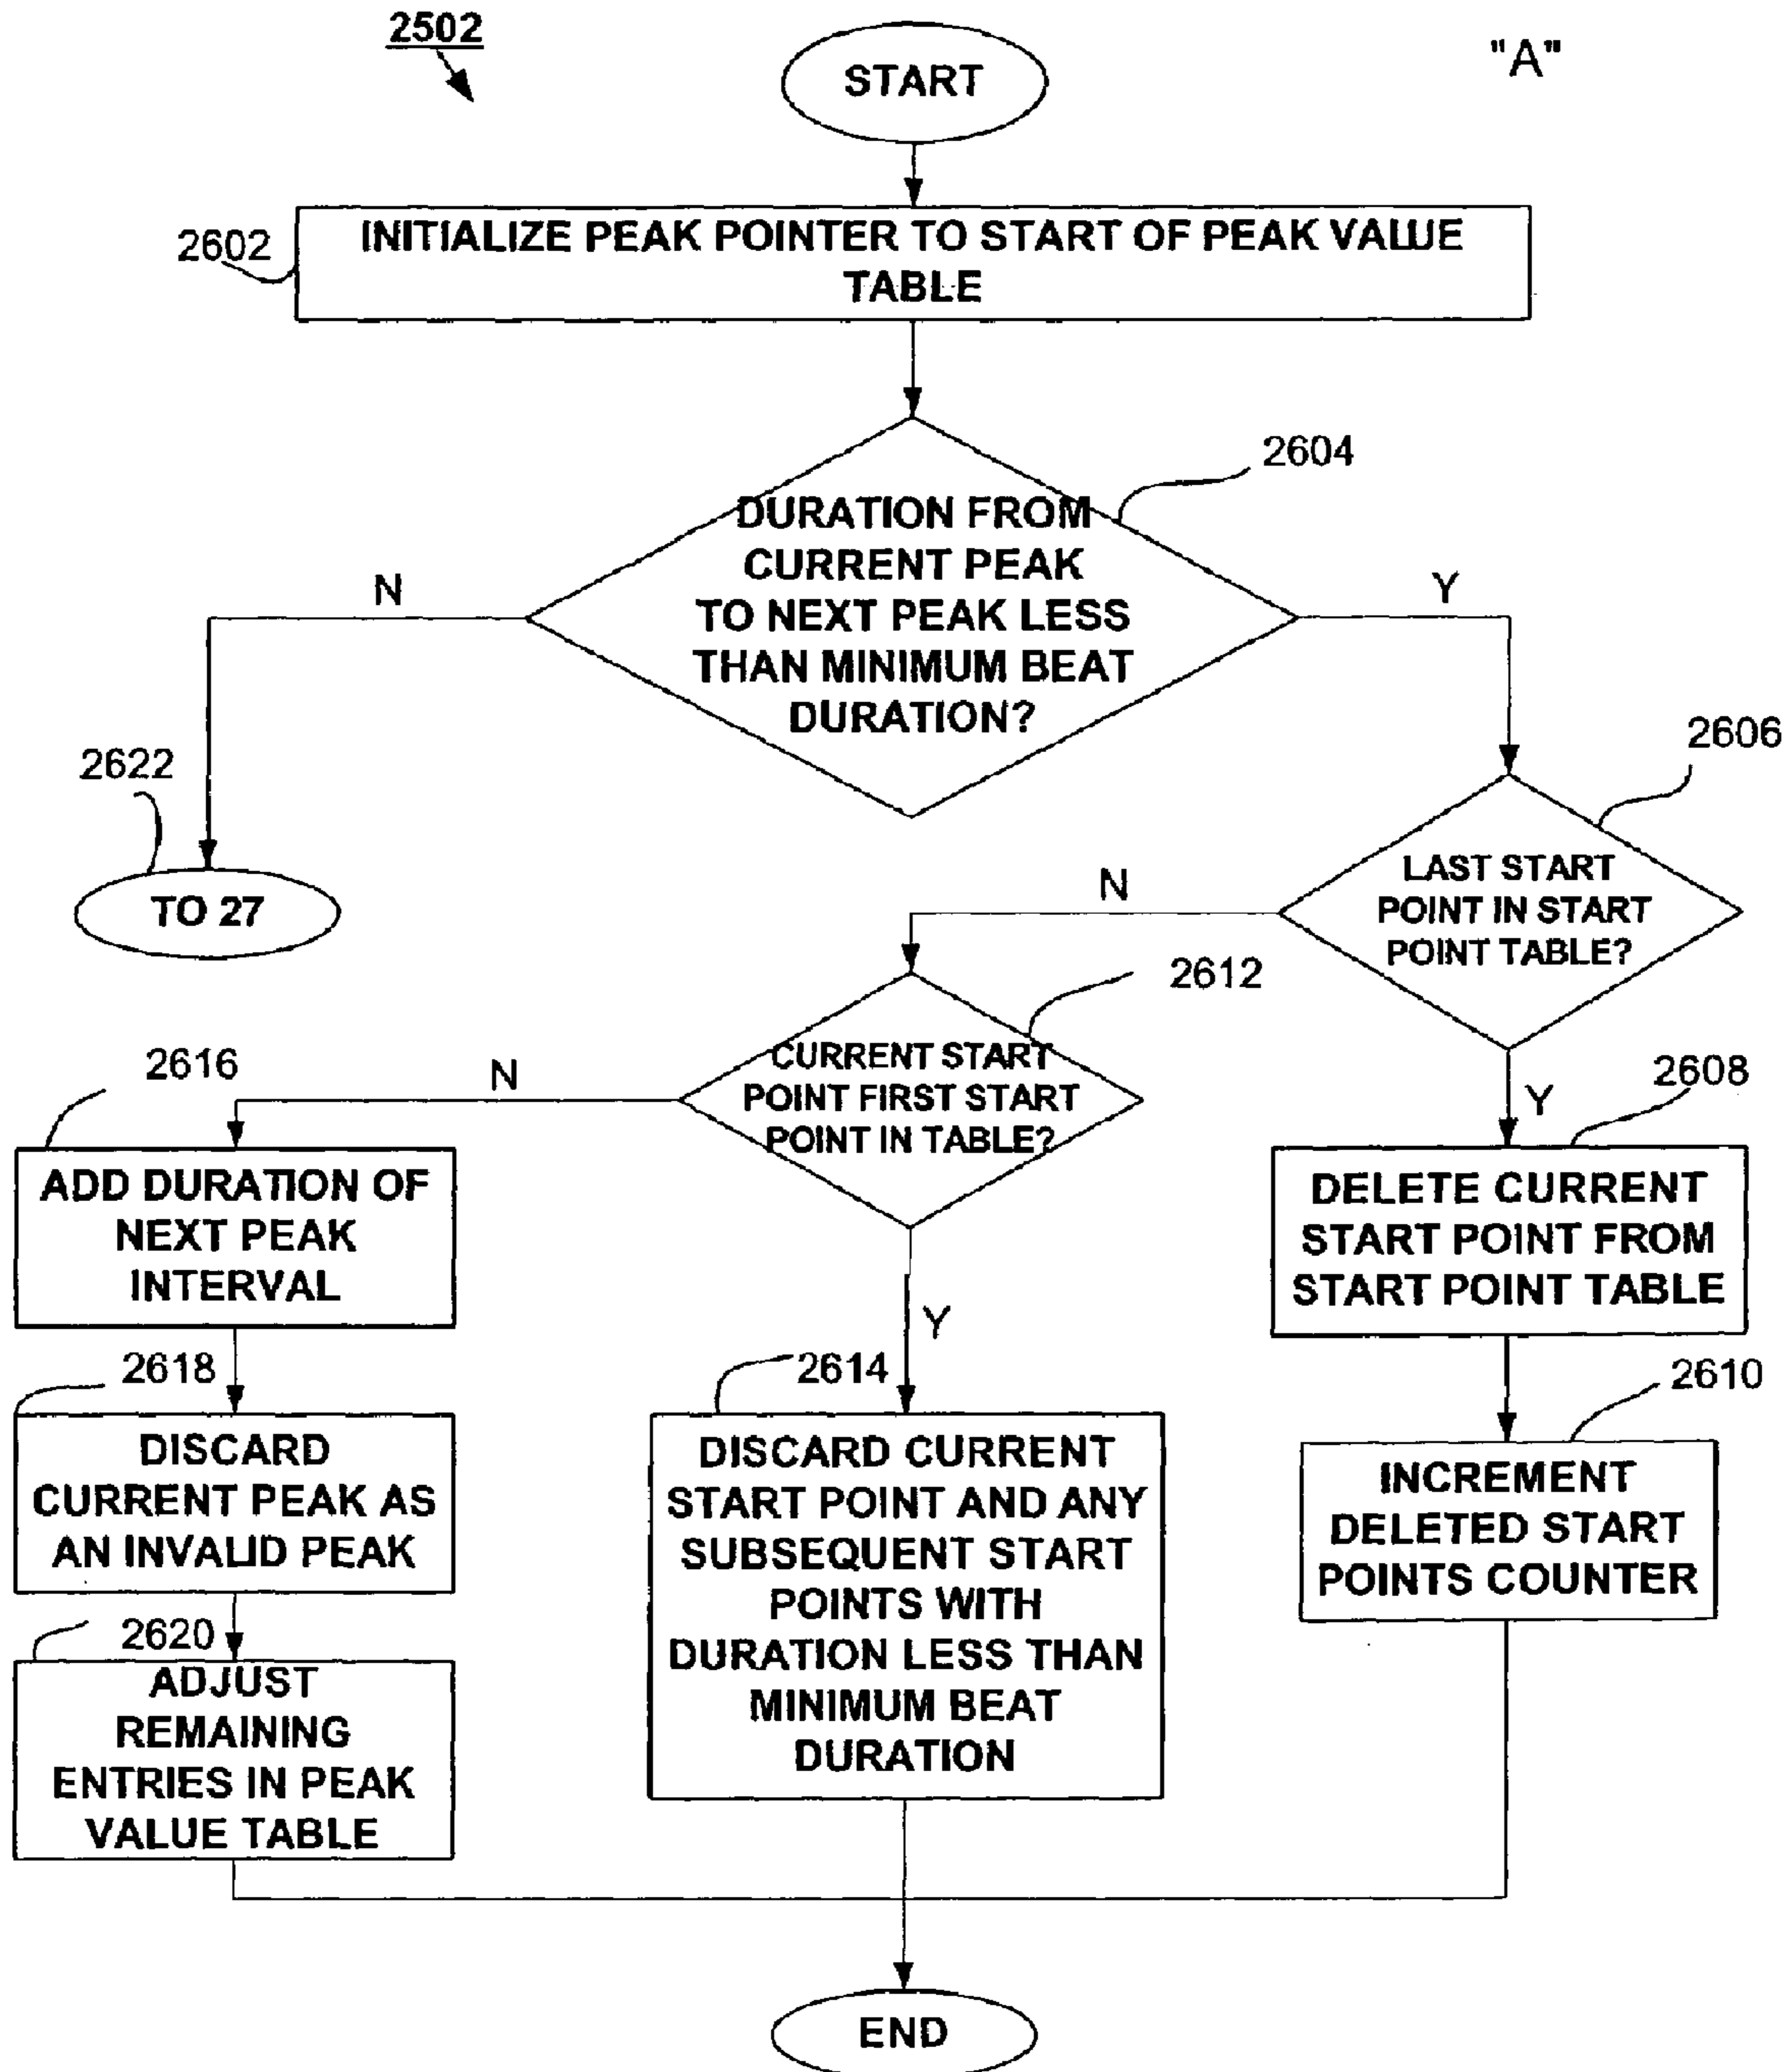 2502
"A"
START
2602
INITIALIZE PEAK POINTER TO START OF PEAK VALUE
TABLE
2604
DURATION FROM
CURRENT PEAK
TO NEXT PEAK LESS
THAN MINIMUM BEAT
DURATION?
N
Y
2622
TO 27
2606
LAST START
POINT IN START
POINT TABLE?
N
Y
2612
CURRENT START
POINT FIRST START
POINT IN TABLE?
N
Y
2616
ADD DURATION OF
NEXT PEAK
INTERVAL
2608
DELETE CURRENT
START POINT FROM
START POINT TABLE
2618
DISCARD
CURRENT PEAK AS
AN INVALID PEAK
2614
DISCARD CURRENT
START POINT AND ANY
SUBSEQUENT START
POINTS WITH
DURATION LESS THAN
MINIMUM BEAT
DURATION
2610
INCREMENT
DELETED START
POINTS COUNTER
2620
ADJUST
REMAINING
ENTRIES IN PEAK
VALUE TABLE
END